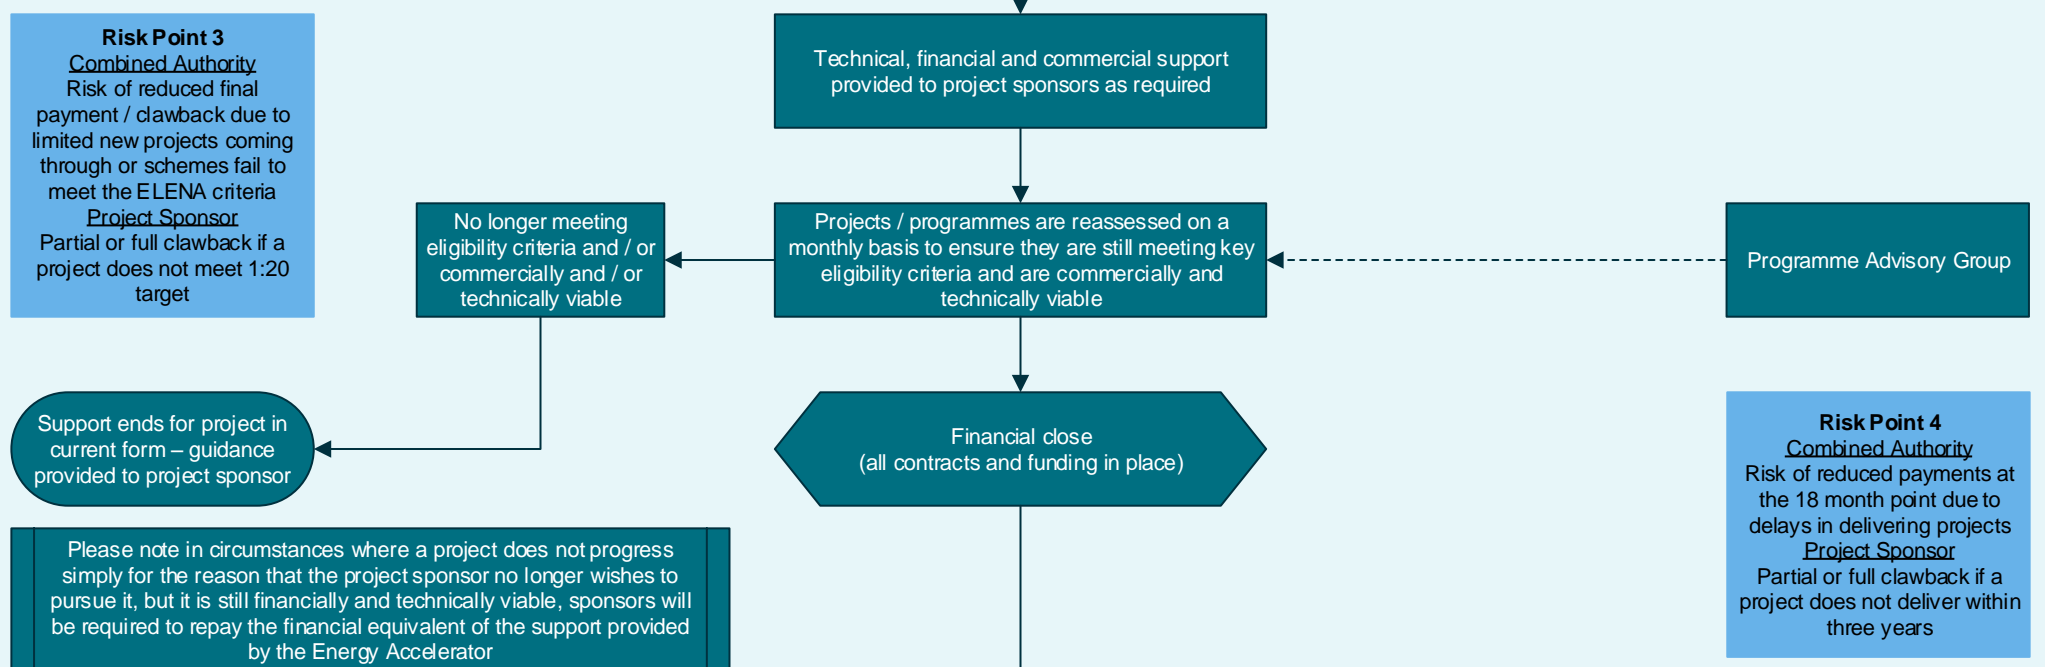 Risk Point 3
Combined Authority
Risk of reduced final
payment / clawback due to
limited new projects coming
through or schemes fail to
meet the ELENA criteria
Project Sponsor
Partial or full clawback if a
project does not meet 1:20
target
Technical, financial and commercial support
provided to project sponsors as required
No longer meeting
eligibility criteria and / or
commercially and / or
technically viable
Projects / programmes are reassessed on a
monthly basis to ensure they are still meeting key
eligibility criteria and are commercially and
technically viable
Programme Advisory Group
Support ends for project in
current form – guidance
provided to project sponsor
Financial close
(all contracts and funding in place)
Risk Point 4
Combined Authority
Risk of reduced payments at
the 18 month point due to
delays in delivering projects
Project Sponsor
Partial or full clawback if a
project does not deliver within
three years
Please note in circumstances where a project does not progress
simply for the reason that the project sponsor no longer wishes to
pursue it, but it is still financially and technically viable, sponsors will
be required to repay the financial equivalent of the support provided
by the Energy Accelerator